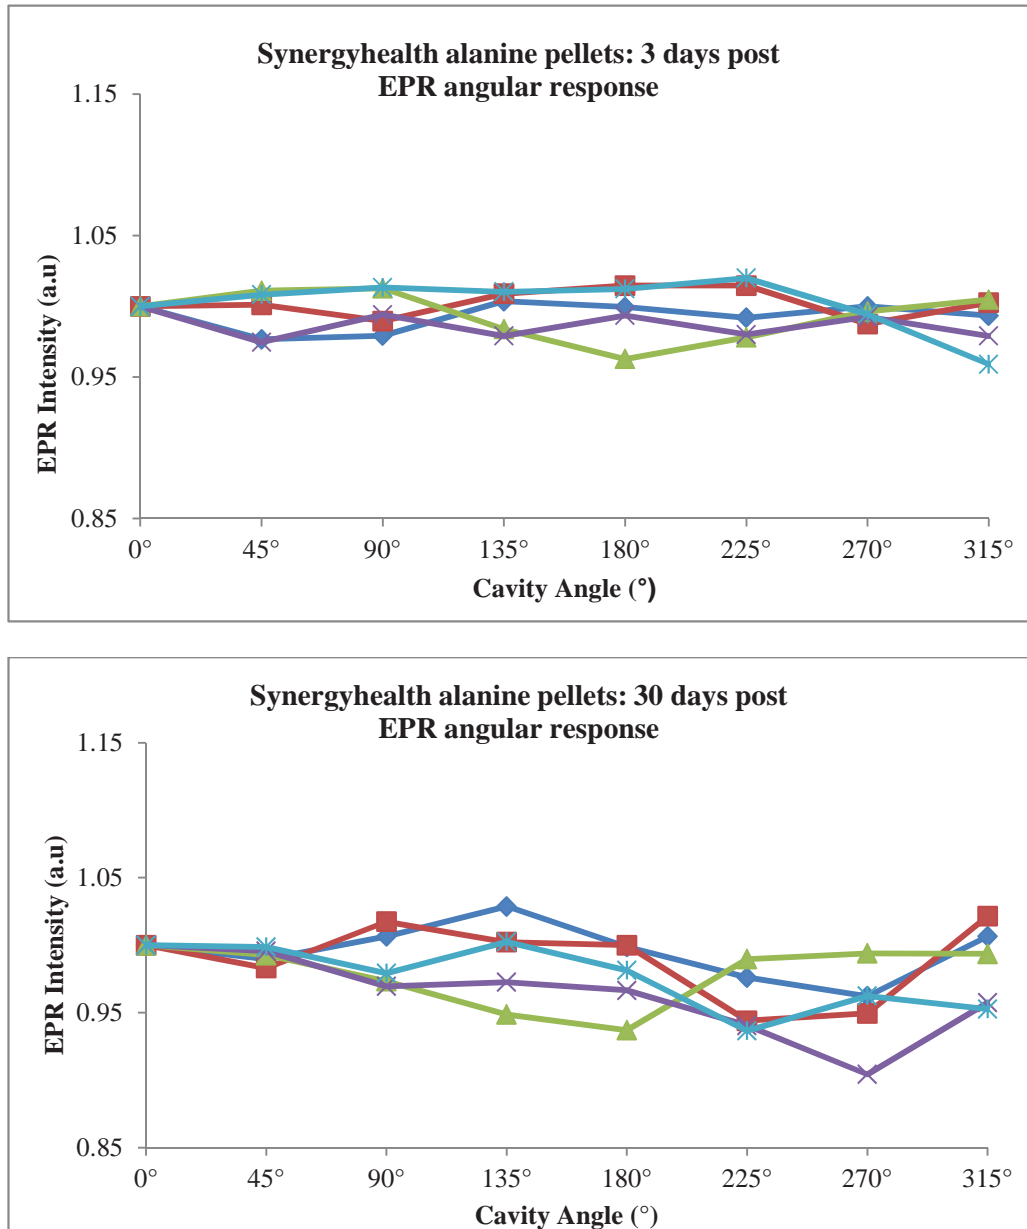 Synergyhealth alanine pellets: 3 days post
EPR angular response
1.15
1.05
0.95
0.85
EPR Intensity (a.u)
0° 45° 90° 135° 180° 225° 270° 315°
Cavity Angle (°)
Synergyhealth alanine pellets: 30 days post
EPR angular response
1.15
1.05
0.95
0.85
EPR Intensity (a.u)
0° 45° 90° 135° 180° 225° 270° 315°
Cavity Angle (°)